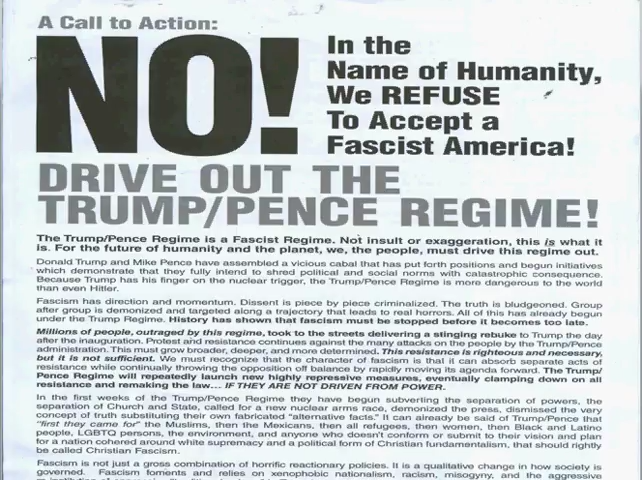 A Call to Action:
NO!
In the
Name of Humanity,
We REFUSE
To Accept a
Fascist America!
DRIVE OUT THE
TRUMP/PENCE REGIME!
The Trump/Pence Regime is a Fascist Regime. Not insult or exaggeration, this is what it
is. For the future of humanity and the planet, we, the people, must drive this regime out.
Donald Trump and Mike Pence have assembled a vicious cabal that has put forth positions and begun initiatives
which demonstrate that they fully intend to shred political and social norms with catastrophic consequence.
Because Trump has his finger on the nuclear trigger, the Trump/Pence Regime is more dangerous to the world
than even Hitler.
Fascism has direction and momentum. Dissent is piece by piece criminalized. The truth is bludgeoned. Group
after group is demonized and targeted along a trajectory that leads to real horrors. All of this has already begun
under the Trump Regime. History has shown that fascism must be stopped before it becomes too late.
Millions of people, outraged by this regime, took to the streets delivering a stinging rebuke to Trump the day
after the inauguration. Protest and resistance continues against the many attacks on the people by the Trump/Pence
administration. This must grow broader, deeper, and more determined. This resistance is righteous and necessary,
but it is not sufficient. We must recognize that the character of fascism is that it can absorb separate acts of
resistance while continually throwing the opposition off balance by rapidly moving its agenda forward. The Trump/
Pence Regime will repeatedly launch new highly repressive measures, eventually clamping down on all
resistance and remaking the law... IF THEY ARE NOT DRIVEN FROM POWER.
In the first weeks of the Trump/Pence Regime they have begun subverting the separation of powers, the
separation of Church and State, called for a new nuclear arms race, demonized the press, dismissed the very
concept of truth substituting their own fabricated "alternative facts." It can already be said of Trump/Pence that
"first they came for" the Muslims, then the Mexicans, then all refugees, then women, then Black and Latino
people, LGBTQ persons, the environment, and anyone who doesn't conform or submit to their vision and plan
for a nation cohered around white supremacy and a political form of Christian fundamentalism, that should rightly
be called Christian Fascism.
Fascism is not just a gross combination of horrific reactionary policies. It is a qualitative change in how society is
governed. Fascism foments and relies on xenophobic nationalism, racism, misogyny, and the aggressive